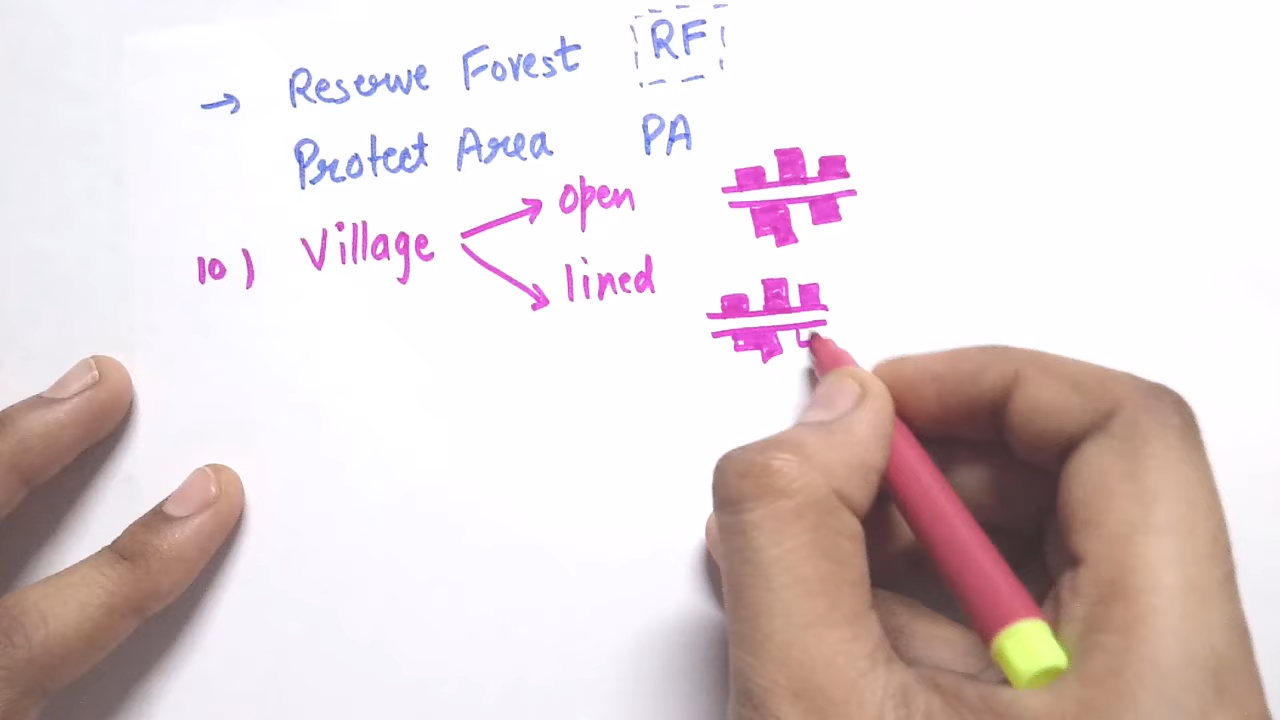 → Reserve Forest RF
Protect Area PA
10) Village
open
lined